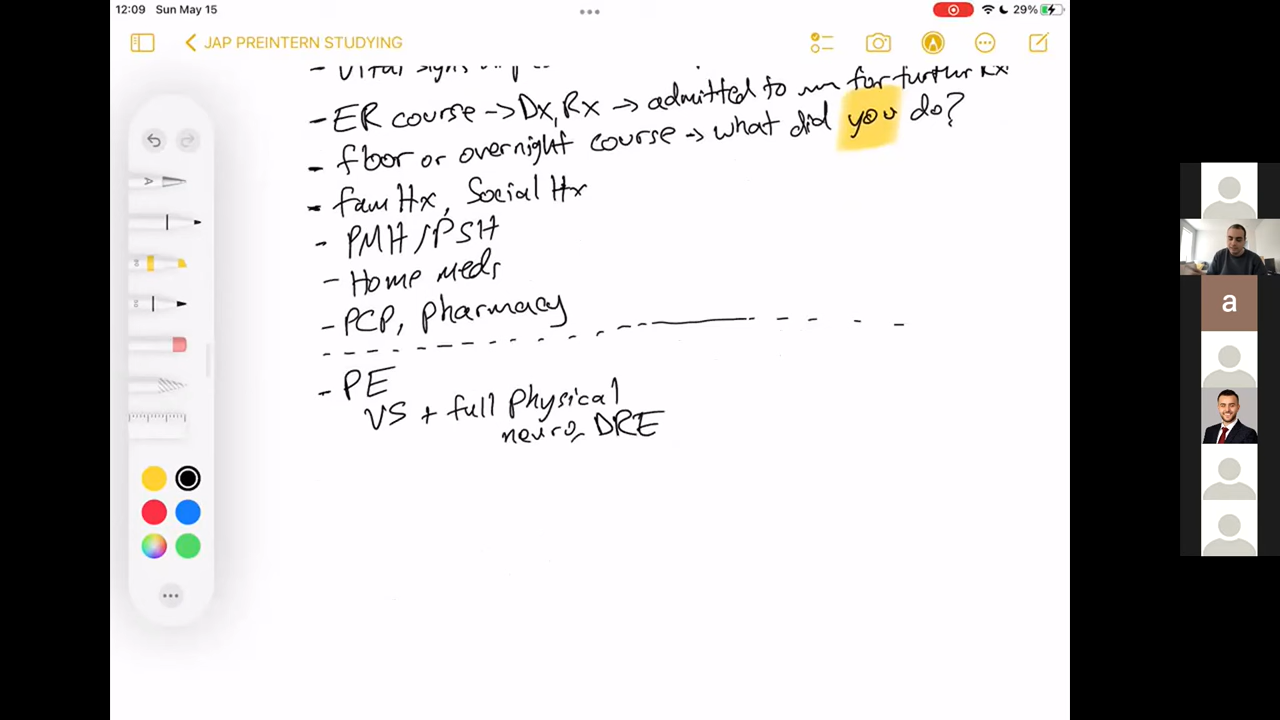 12:09 Sun May 15
29%
JAP PREINTERN STUDYING
- Vital signs
- ER course -> Dx, Rx -> admitted to for further Rx
- floor or overnight course -> what did you do?
- fam Hx, Social Hx
- PMH/PSH
- Home meds
- PCP, Pharmacy
- PE
VS + full Physical
neuro, DRE
a